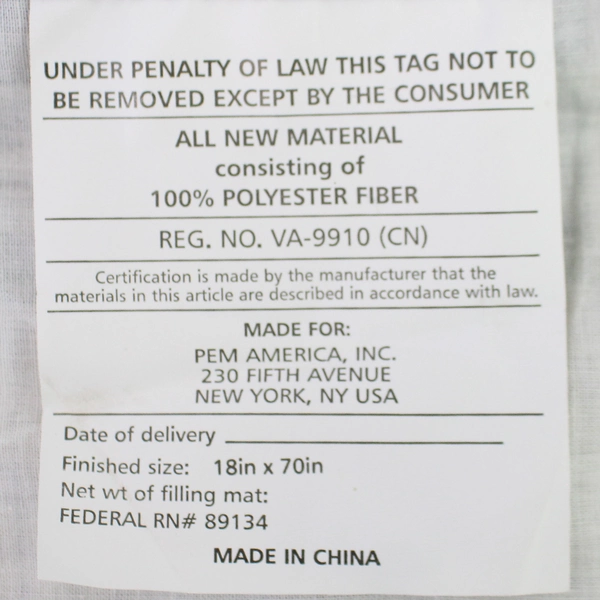 UNDER PENALTY OF LAW THIS TAG NOT TO
BE REMOVED EXCEPT BY THE CONSUMER
ALL NEW MATERIAL
consisting of
100% POLYESTER FIBER
REG. NO. VA-9910 (CN)
Certification is made by the manufacturer that the
materials in this article are described in accordance with law.
MADE FOR:
PEM AMERICA, INC.
230 FIFTH AVENUE
NEW YORK, NY USA
Date of delivery
Finished size: 18in x 70in
Net wt of filling mat:
FEDERAL RN# 89134
MADE IN CHINA